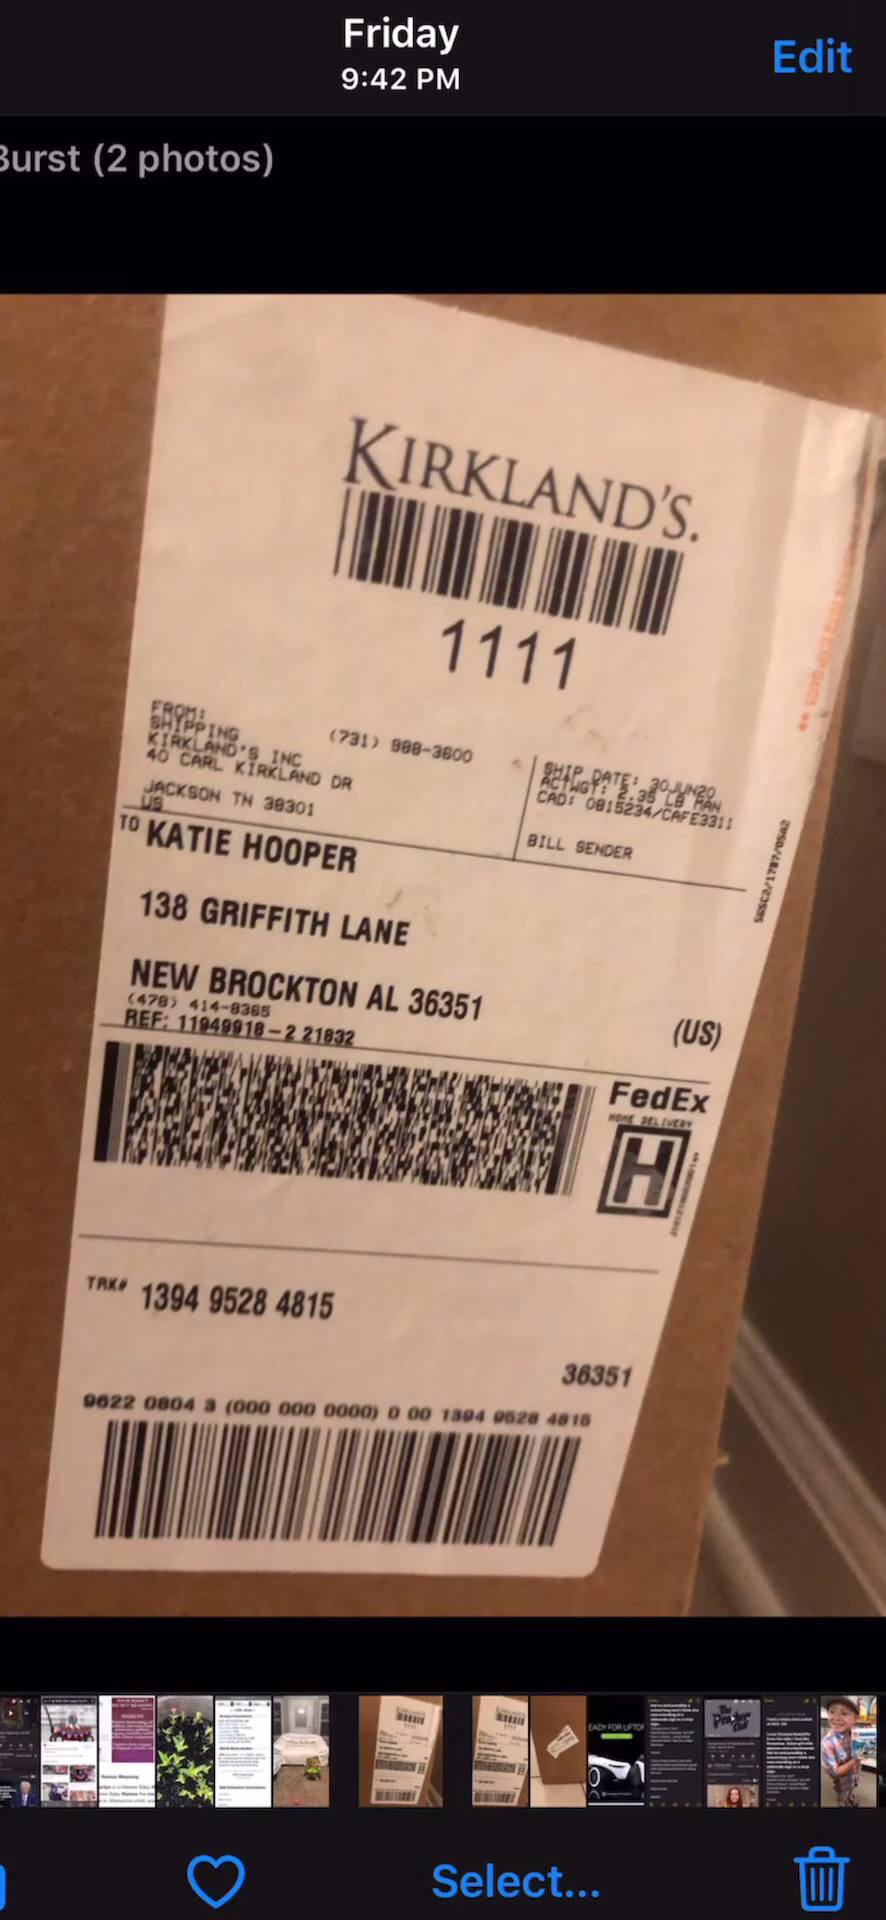 Friday
9:42 PM
Edit
Burst (2 photos)
KIRKLAND'S.
1111
FROM:
SHIPPING
(731) 988-3600
KIRKLAND'S INC
40 CARL KIRKLAND DR
JACKSON TN 38301
US
SHIP DATE: 30JUN20
ACTWGT: 2.35 LB MAN
CAD: 0815234/CAFE3311
BILL SENDER
TO KATIE HOOPER
138 GRIFFITH LANE
NEW BROCKTON AL 36351
(478) 414-8365
(US)
REF: 11949918-2 21832
FedEx
HOME DELIVERY
H
TRK# 1394 9528 4815
36351
9622 0804 3 (000 000 0000) 0 00 1394 9528 4815
EADY FOR LIFTOF
Select...